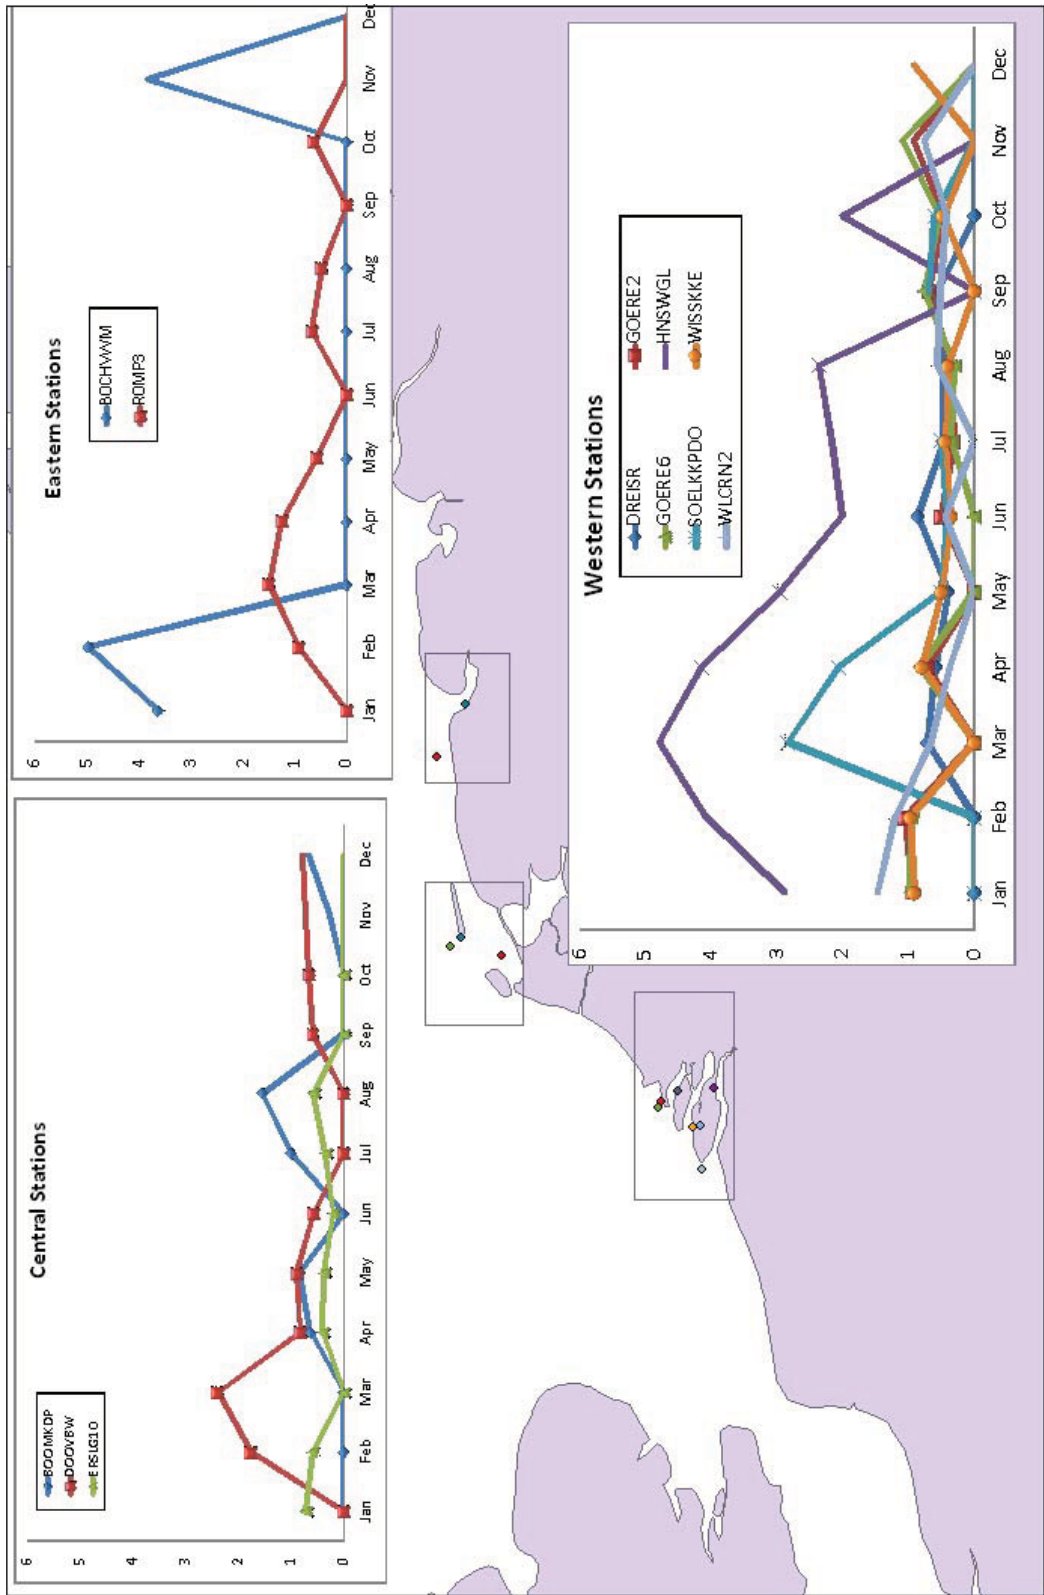 Central Stations
BOOMKDP
DOOVBW
ERSLG10
6
5
4
3
2
1
0
Jan Feb Mar Apr May Jun Jul Aug Sep Oct Nov Dec
Eastern Stations
BOCHVWM
ROMP3
6
5
4
3
2
1
0
Jan Feb Mar Apr May Jun Jul Aug Sep Oct Nov Dec
Western Stations
DREISR GOERE2
GOERE6 HNSWGL
SOELKPDO WISSKKE
WLCRN2
6
5
4
3
2
1
0
Jan Feb Mar Apr May Jun Jul Aug Sep Oct Nov Dec